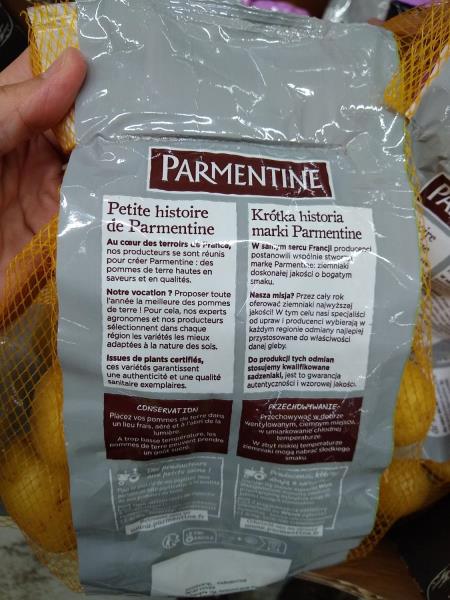 PARMENTINE
Petite histoire
de Parmentine
Au cœur des terroirs de France,
nos producteurs se sont réunis
pour créer Parmentine : des
pommes de terre hautes en
saveurs et en qualités.
Notre vocation ? Proposer toute
l'année la meilleure des pommes
de terre ! Pour cela, nos experts
agronomes et nos producteurs
sélectionnent dans chaque
région les variétés les mieux
adaptées à la nature des sols.
Issues de plants certifiés,
ces variétés garantissent
une authenticité et une qualité
sanitaire exemplaires.
CONSERVATION
Placez vos pommes de terre dans
un lieu frais, aéré et à l'abri de la
lumière.
A trop basse température, les
pommes de terre peuvent prendre
un goût sucré.
Krótka historia
marki Parmentine
W samym sercu Francji producenci
postanowili wspólnie stworzyć
markę Parmentine: ziemniaki
doskonałej jakości o bogatym
smaku.
Nasza misja? Przez cały rok
oferować ziemniaki najwyższej
jakości! W tym celu nasi specjaliści
od upraw i producenci wybierają w
każdym regionie odmiany najlepiej
przystosowane do właściwości
danej gleby.
Do produkcji tych odmian
stosujemy kwalifikowane
sadzeniaki, jest to gwarancja
autentyczności i wzorowej jakości.
PRZECHOWYWANIE
Przechowywać w dobrze
wentylowanym, ciemnym miejscu,
w umiarkowanie chłodnej
temperaturze.
W zbyt niskiej temperaturze
ziemniaki mogą nabrać słodkiego
smaku.
www.parmentine.fr